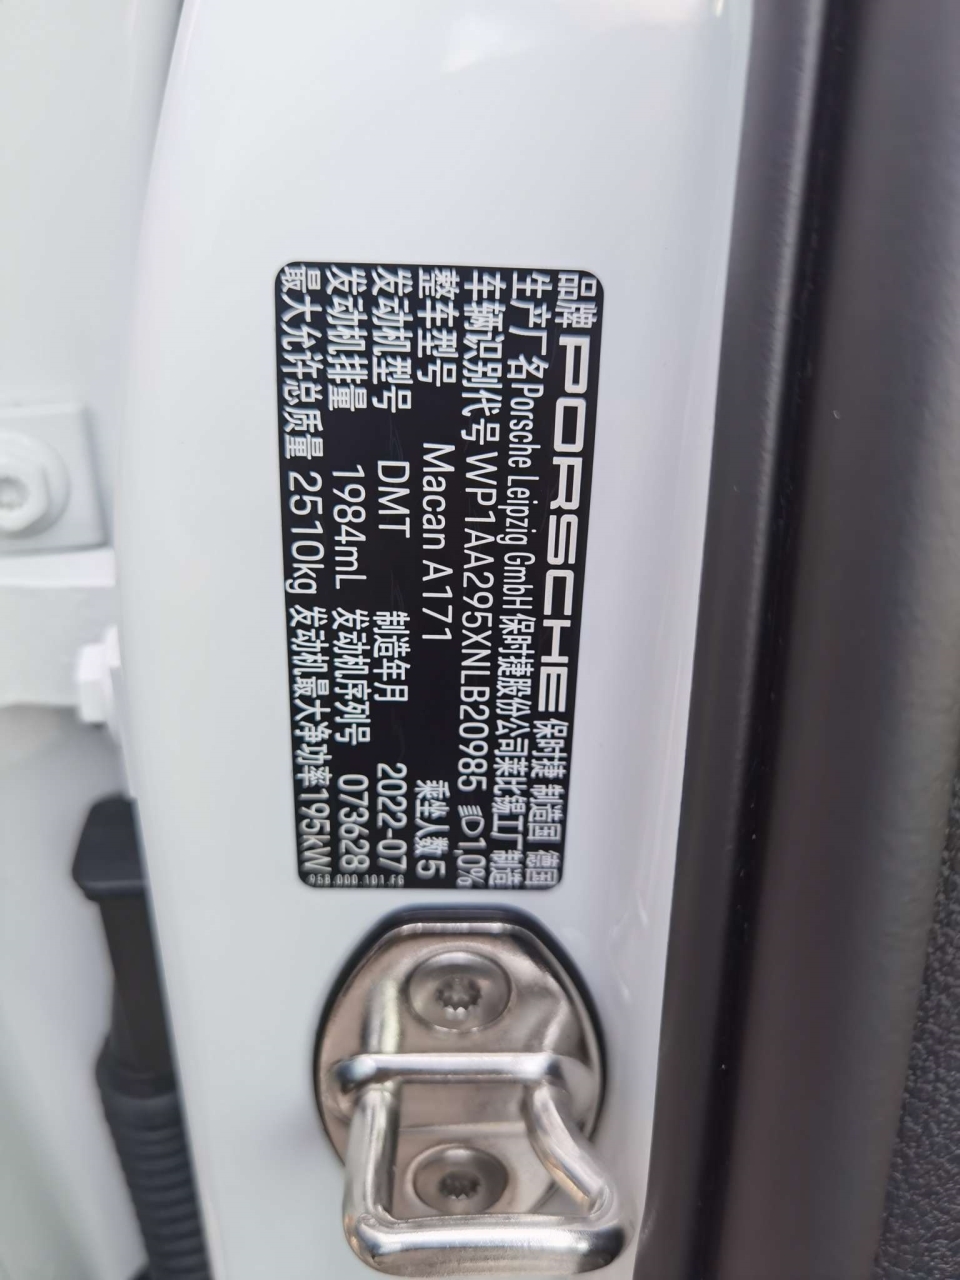 品牌 PORSCHE 保时捷 制造国 德国
生产厂名 Porsche Leipzig GmbH 保时捷股份公司莱比锡工厂制造
车辆识别代号 WP1AA295XNLB20985 1,0%
整车型号 Macan A171 乘坐人数 5
发动机型号 DMT 制造年月 2022-07
发动机排量 1984mL 发动机序列号 073628
最大允许总质量 2510kg 发动机最大净功率 195kW
95B.000.101.FG